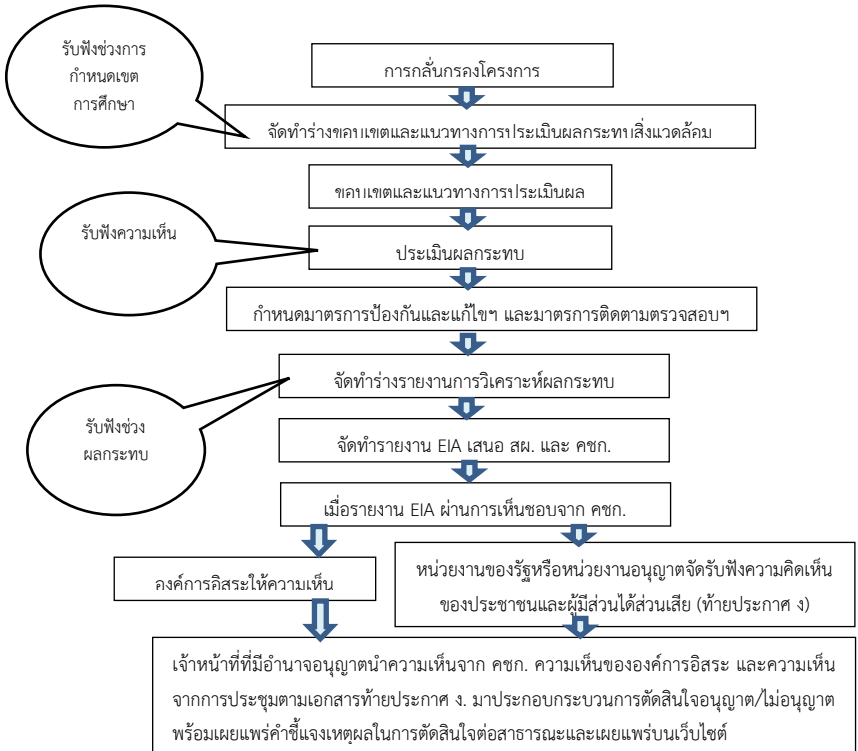 รับฟังช่วงการ
กำหนดเขต
การศึกษา
การกลั่นกรองโครงการ
จัดทำร่างขอบเขตและแนวทางการประเมินผลกระทบสิ่งแวดล้อม
ขอบเขตและแนวทางการประเมินผล
รับฟังความเห็น
ประเมินผลกระทบ
กำหนดมาตรการป้องกันและแก้ไขฯ และมาตรการติดตามตรวจสอบฯ
จัดทำร่างรายงานการวิเคราะห์ผลกระทบ
รับฟังช่วง
ผลกระทบ
จัดทำรายงาน EIA เสนอ สผ. และ คชก.
เมื่อรายงาน EIA ผ่านการเห็นชอบจาก คชก.
องค์การอิสระให้ความเห็น
หน่วยงานของรัฐหรือหน่วยงานอนุญาตจัดรับฟังความคิดเห็น
ของประชาชนและผู้มีส่วนได้ส่วนเสีย (ท้ายประกาศ ง)
เจ้าหน้าที่ที่มีอำนาจอนุญาตนำความเห็นจาก คชก. ความเห็นขององค์การอิสระ และความเห็น
จากการประชุมตามเอกสารท้ายประกาศ ง. มาประกอบกระบวนการตัดสินใจอนุญาต/ไม่อนุญาต
พร้อมเผยแพร่คำชี้แจงเหตุผลในการตัดสินใจต่อสาธารณะและเผยแพร่บนเว็บไซต์